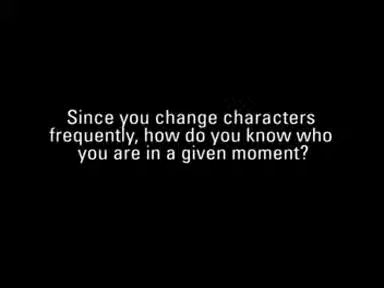 Since you change characters
frequently, how do you know who
you are in a given moment?